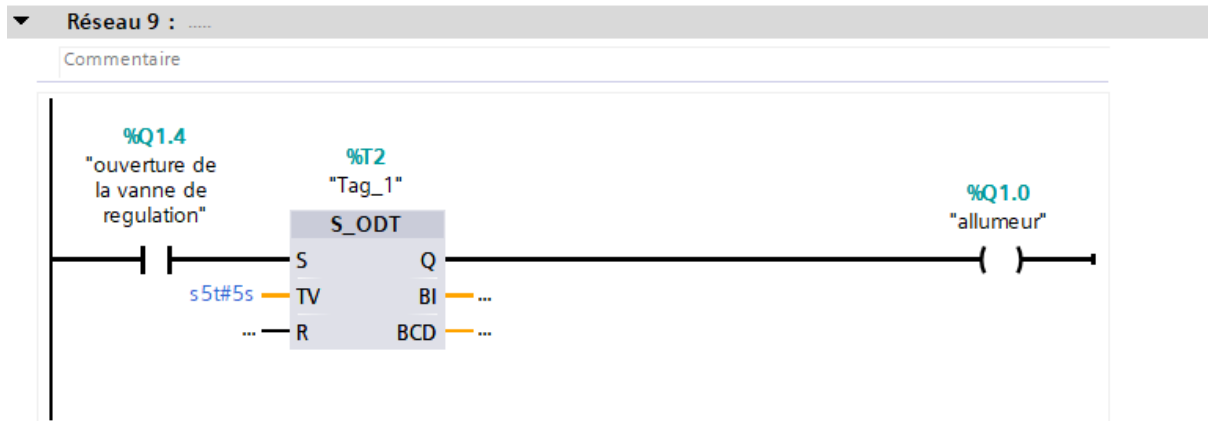 Réseau 9 : .....
Commentaire
%Q1.4
"ouverture de
la vanne de
regulation"
%T2
"Tag_1"
%Q1.0
"allumeur"
S_ODT
S Q
s5t#5s TV BI ...
... R BCD ...